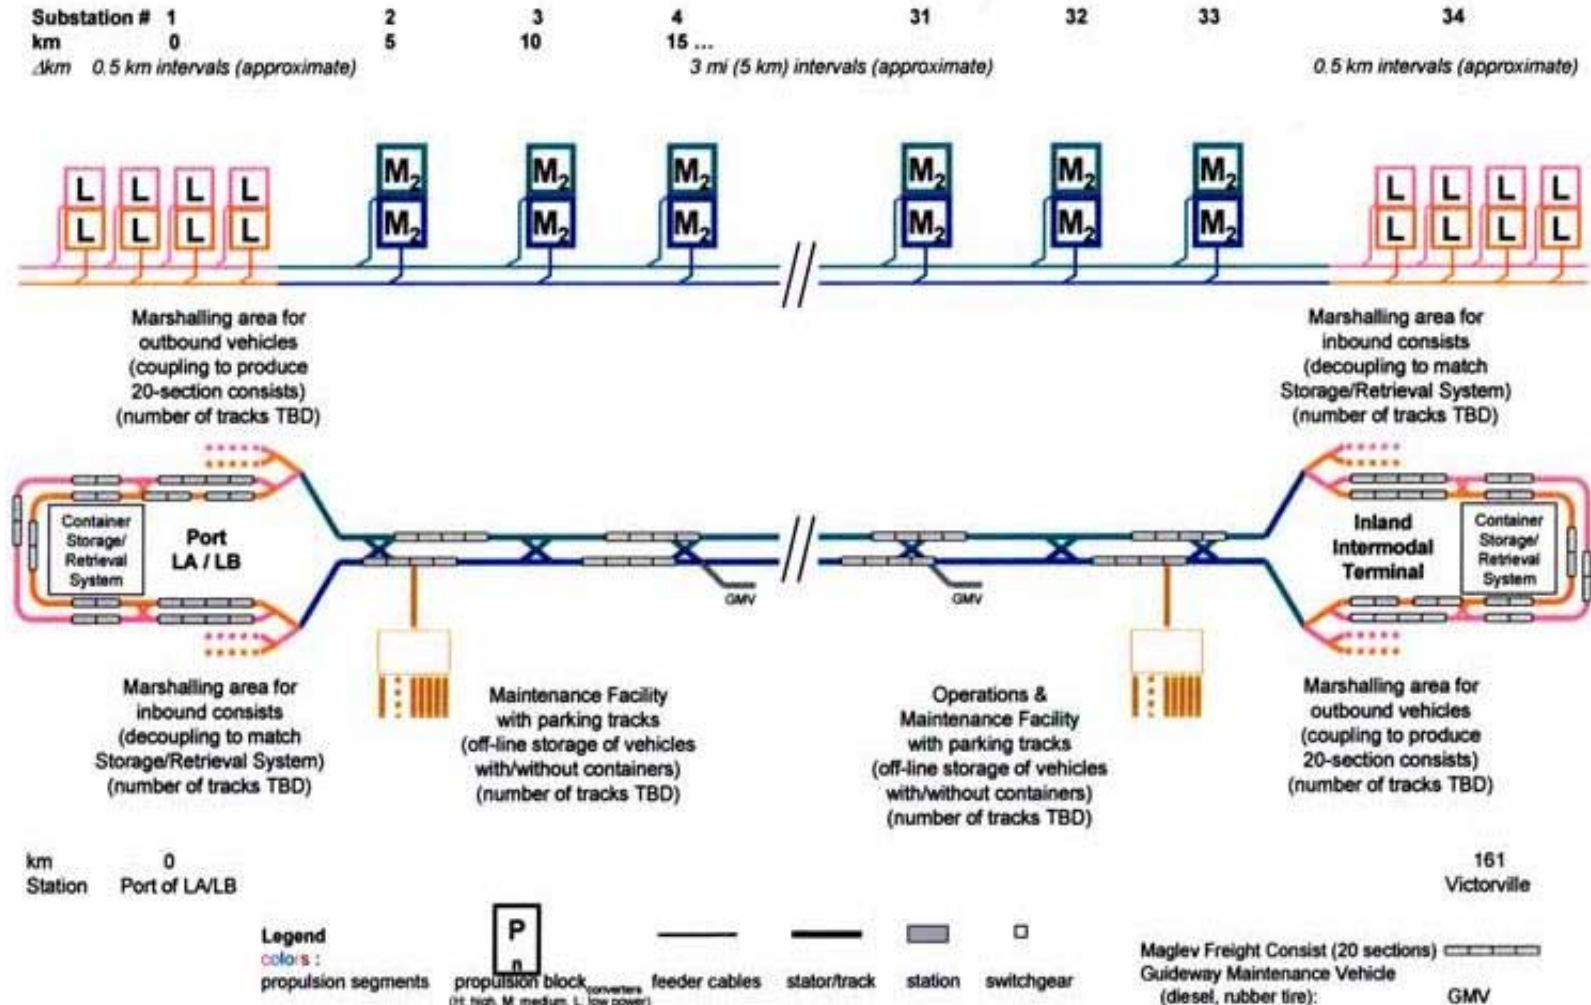 Substation # 1 2 3 4 31 32 33 34
km 0 5 10 15 ...
Δkm 0.5 km intervals (approximate) 3 mi (5 km) intervals (approximate) 0.5 km intervals (approximate)
L L L L M2 M2 M2 M2 M2 M2 L L L L
L L L L M2 M2 M2 M2 M2 M2 L L L L
Marshalling area for
outbound vehicles
(coupling to produce
20-section consists)
(number of tracks TBD)
Marshalling area for
inbound consists
(decoupling to match
Storage/Retrieval System)
(number of tracks TBD)
Container
Storage/
Retrieval
System
Port
LA / LB
GMV
GMV
Inland
Intermodal
Terminal
Container
Storage/
Retrieval
System
Marshalling area for
inbound consists
(decoupling to match
Storage/Retrieval System)
(number of tracks TBD)
Maintenance Facility
with parking tracks
(off-line storage of vehicles
with/without containers)
(number of tracks TBD)
Operations &
Maintenance Facility
with parking tracks
(off-line storage of vehicles
with/without containers)
(number of tracks TBD)
Marshalling area for
outbound vehicles
(coupling to produce
20-section consists)
(number of tracks TBD)
km 0 161
Station Port of LA/LB Victorville
Legend
colors :
propulsion segments
P
n
propulsion block converters
(H: high, M: medium, L: low power)
feeder cables
stator/track
station
switchgear
Maglev Freight Consist (20 sections)
Guideway Maintenance Vehicle
(diesel, rubber tire): GMV